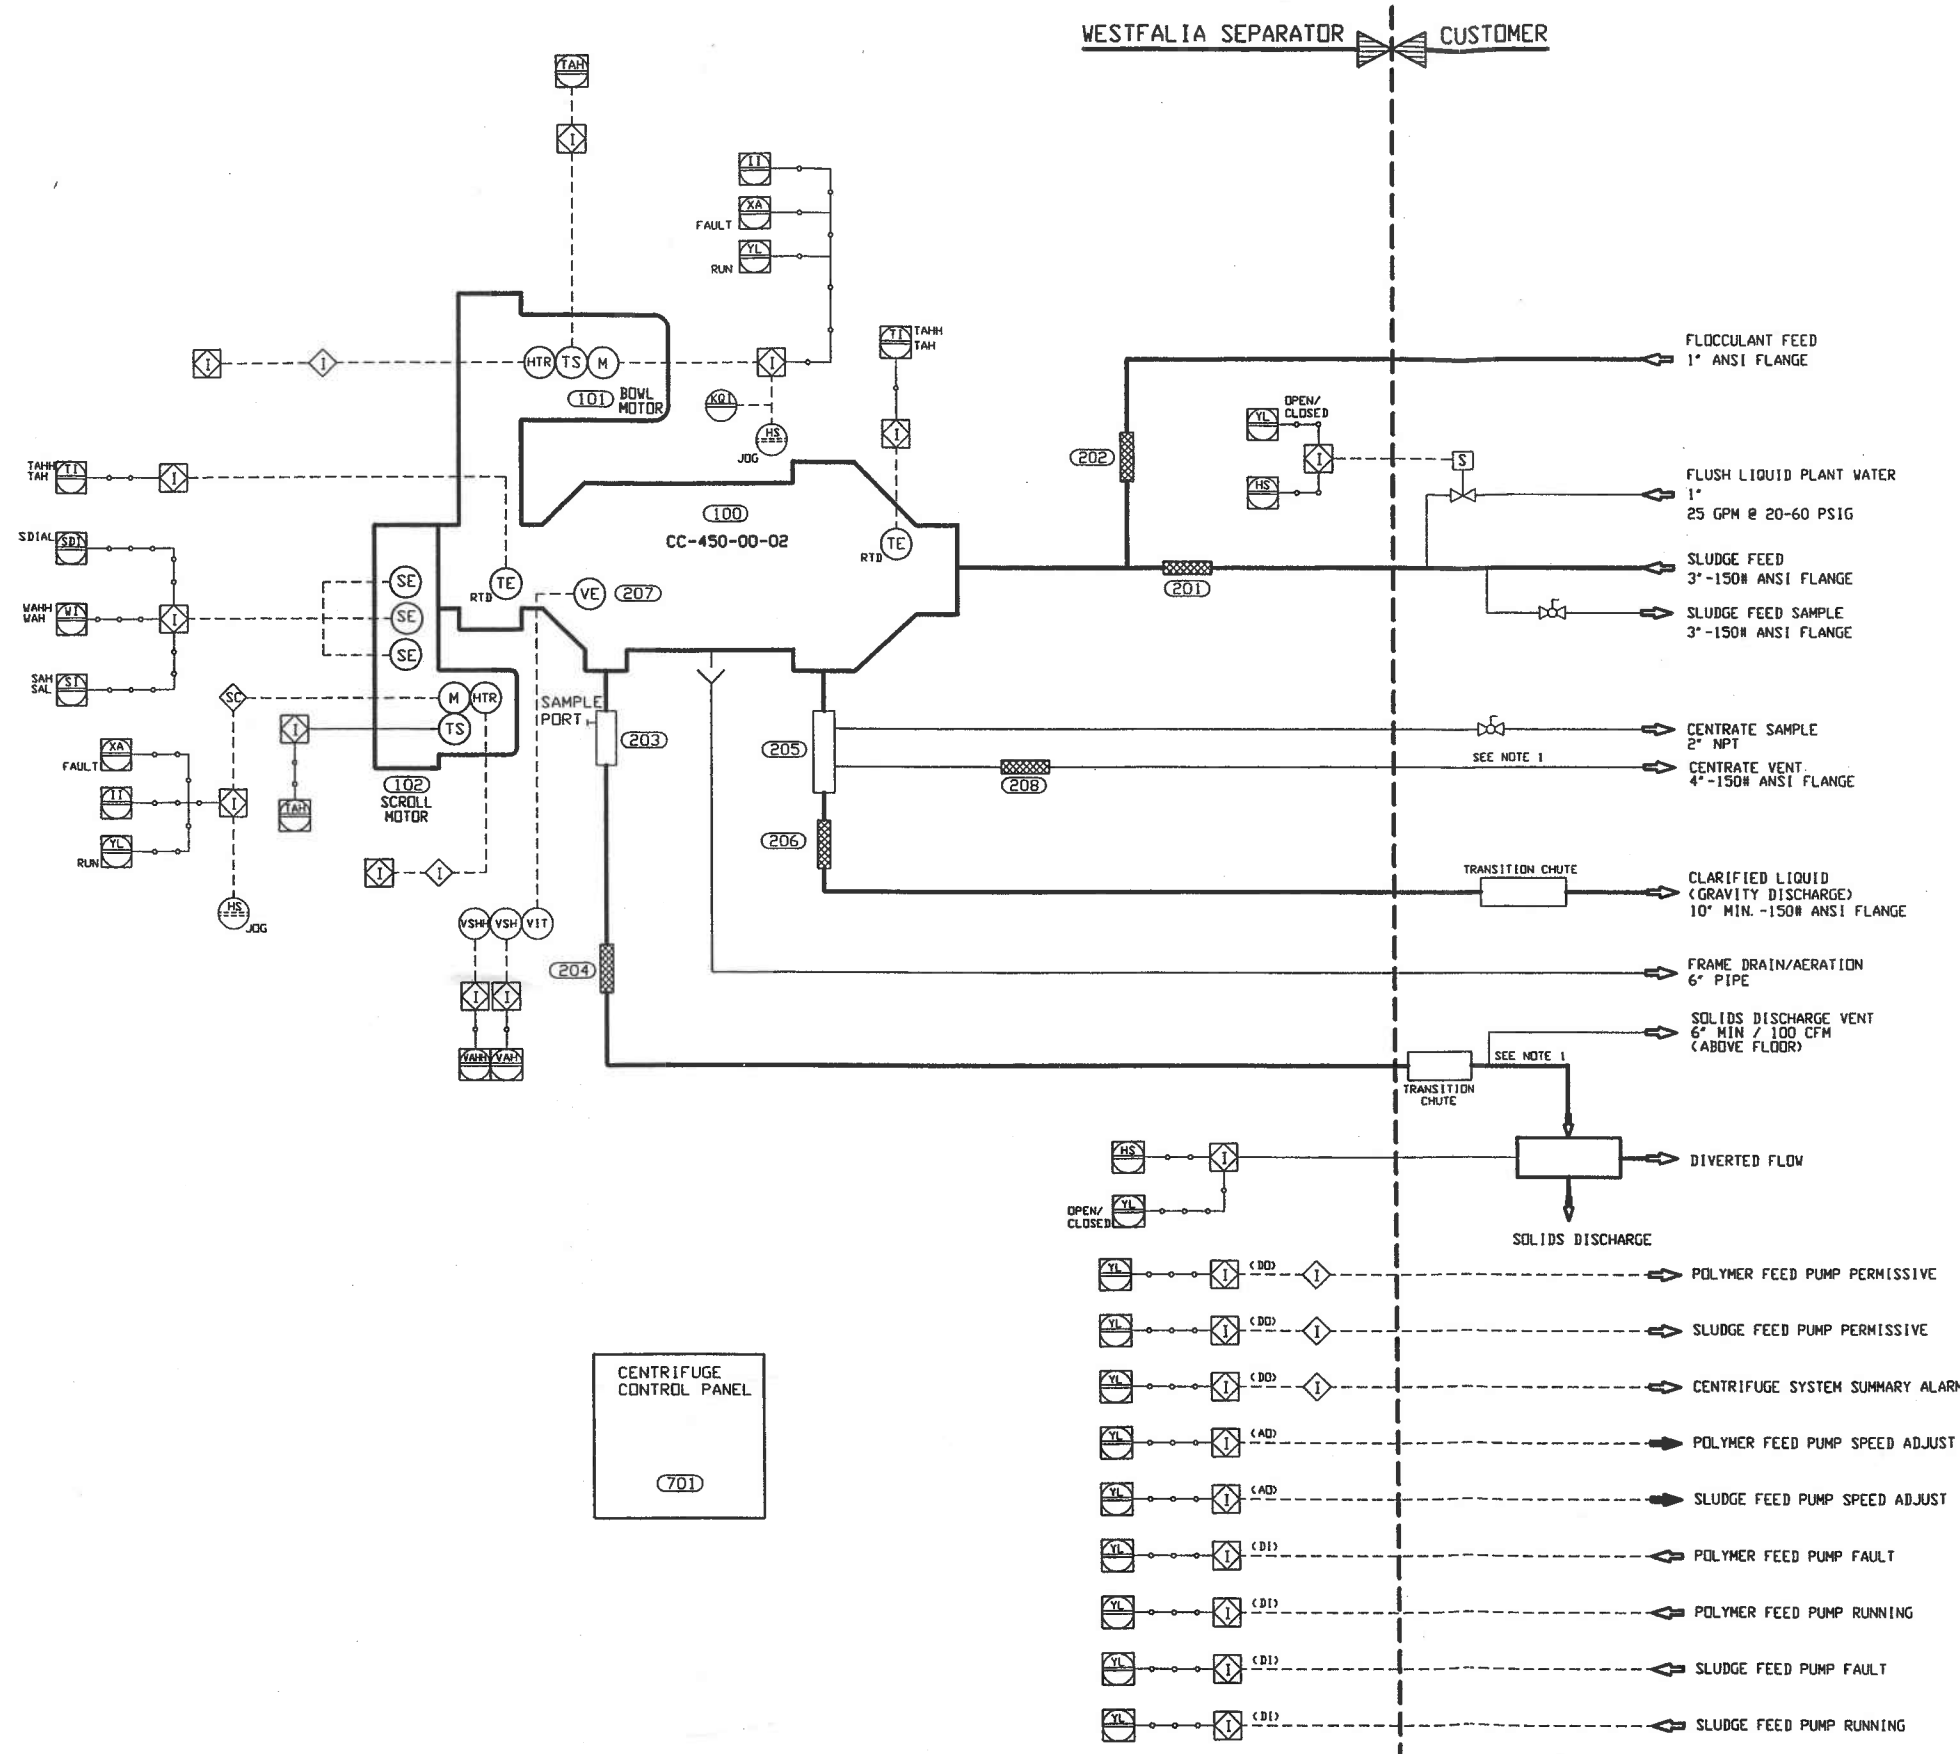 WESTFALIA SEPARATOR
CUSTOMER
TAH
I
II
XA
FAULT
YL
RUN
I
I
HTR
TS
M
I
101
BOWL
MOTOR
KQI
HS
JOG
TI
TAHH
TAH
I
FLOCCULANT FEED
1" ANSI FLANGE
OPEN/
CLOSED
YL
I
S
HS
202
FLUSH LIQUID PLANT WATER
1"
25 GPM @ 20-60 PSIG
TAHH
TAH
TI
I
100
CC-450-00-02
RTD
TE
SDIAL
SDI
SE
RTD
TE
VE
207
201
SLUDGE FEED
3"-150# ANSI FLANGE
WAHH
WAH
WI
I
SE
SLUDGE FEED SAMPLE
3"-150# ANSI FLANGE
SE
SAH
SAL
SI
SC
M
HTR
I
TS
SAMPLE
PORT
203
205
CENTRATE SAMPLE
2" NPT
XA
FAULT
SEE NOTE 1
CENTRATE VENT
4"-150# ANSI FLANGE
208
102
SCROLL
MOTOR
II
I
TAH
YL
RUN
206
I
I
TRANSITION CHUTE
CLARIFIED LIQUID
(GRAVITY DISCHARGE)
10" MIN. -150# ANSI FLANGE
HS
JOG
VSHH
VSH
VIT
204
FRAME DRAIN/AERATION
6" PIPE
I
I
VAHH
VAH
SOLIDS DISCHARGE VENT
6" MIN / 100 CFM
(ABOVE FLOOR)
SEE NOTE 1
TRANSITION
CHUTE
HS
I
DIVERTED FLOW
OPEN/
CLOSED
YL
SOLIDS DISCHARGE
YL I (DO) I POLYMER FEED PUMP PERMISSIVE
YL I (DO) I SLUDGE FEED PUMP PERMISSIVE
YL I (DO) I CENTRIFUGE SYSTEM SUMMARY ALARM
YL I (AO) POLYMER FEED PUMP SPEED ADJUST
YL I (AO) SLUDGE FEED PUMP SPEED ADJUST
YL I (DI) POLYMER FEED PUMP FAULT
YL I (DI) POLYMER FEED PUMP RUNNING
YL I (DI) SLUDGE FEED PUMP FAULT
YL I (DI) SLUDGE FEED PUMP RUNNING
CENTRIFUGE
CONTROL PANEL
701